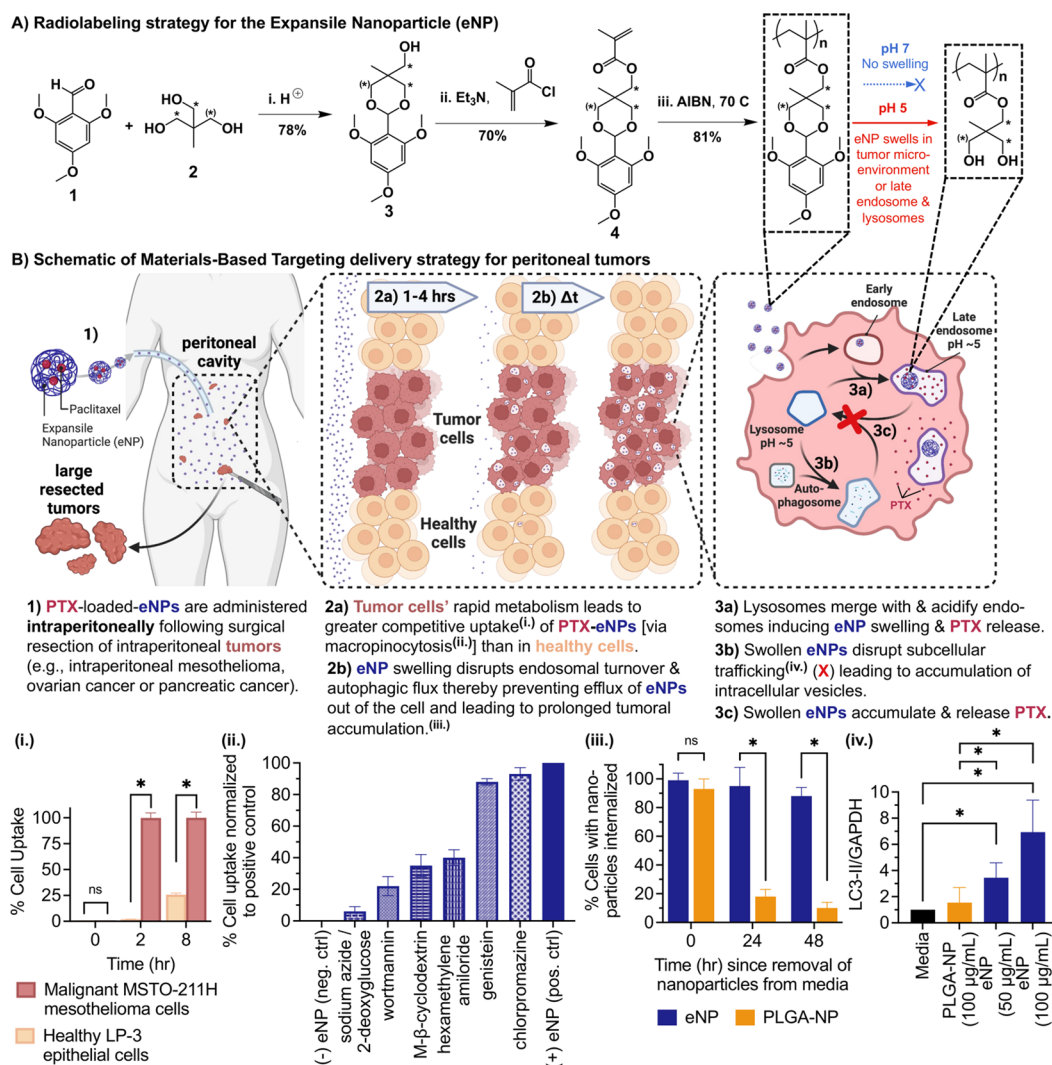 A) Radiolabeling strategy for the Expansile Nanoparticle (eNP)
H
O
O
O
O
1
+
HO
*
(*)
HO
OH
*
2
i. H⊕
78%
OH
*
(*)
*
O
O
O
O
O
3
ii. Et₃N,
O
Cl
70%
O
O
*
(*)
*
O
O
O
O
O
4
iii. AIBN, 70 C
81%
n
O
O
*
(*)
*
O
O
O
O
O
pH 7
No swelling
X
pH 5
eNP swells in
tumor micro-
environment
or late
endosome &
lysosomes
n
O
O
*
(*)
*
OH
OH
B) Schematic of Materials-Based Targeting delivery strategy for peritoneal tumors
1)
peritoneal
cavity
Paclitaxel
Expansile
Nanoparticle (eNP)
large
resected
tumors
2a) 1-4 hrs
2b) Δt
Tumor
cells
Healthy
cells
Early
endosome
Late
endosome
pH ~5
3a)
3c)
Lysosome
pH ~5
3b)
Auto-
phagosome
PTX
1) PTX-loaded-eNPs are administered
intraperitoneally following surgical
resection of intraperitoneal tumors
(e.g., intraperitoneal mesothelioma,
ovarian cancer or pancreatic cancer).
2a) Tumor cells' rapid metabolism leads to
greater competitive uptake(i.) of PTX-eNPs [via
macropinocytosis(ii.)] than in healthy cells.
2b) eNP swelling disrupts endosomal turnover &
autophagic flux thereby preventing efflux of eNPs
out of the cell and leading to prolonged tumoral
accumulation.(iii.)
3a) Lysosomes merge with & acidify endo-
somes inducing eNP swelling & PTX release.
3b) Swollen eNPs disrupt subcellular
trafficking(iv.) (X) leading to accumulation of
intracellular vesicles.
3c) Swollen eNPs accumulate & release PTX.
(i.)
% Cell Uptake
100
75
50
25
0
ns
*
*
0
2
8
Time (hr)
Malignant MSTO-211H
mesothelioma cells
Healthy LP-3
epithelial cells
(ii.)
% Cell uptake normalized
to positive control
100
80
60
40
20
0
(-) eNP (neg. ctrl)
sodium azide /
2-deoxyglucose
wortmannin
M-β-cyclodextrin
hexamethylene
amiloride
genistein
chlorpromazine
(+) eNP (pos. ctrl)
(iii.)
% Cells with nano-
particles internalized
100
80
60
40
20
0
ns
*
*
0
24
48
Time (hr) since removal of
nanoparticles from media
eNP
PLGA-NP
(iv.)
LC3-II/GAPDH
10
8
6
4
2
0
*
*
*
*
Media
PLGA-NP
(100 µg/mL)
eNP
(50 µg/mL)
eNP
(100 µg/mL)